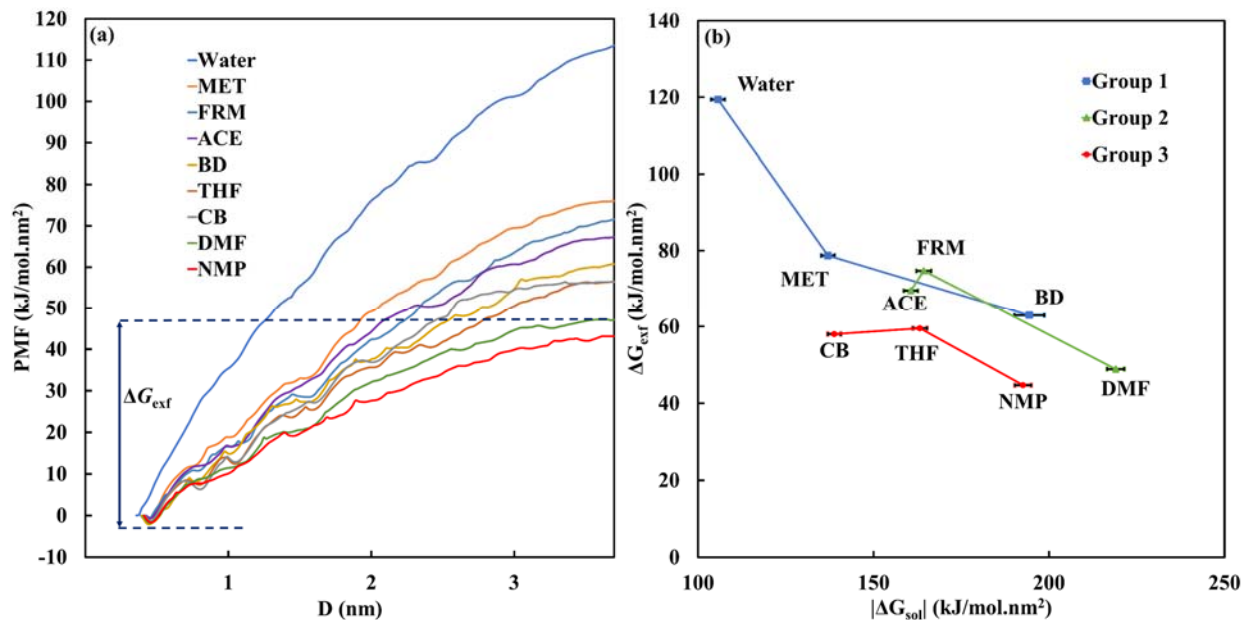 (a)
PMF (kJ/mol.nm²)
120
110
100
90
80
70
60
50
40
30
20
10
0
-10
Water
MET
FRM
ACE
BD
THF
CB
DMF
NMP
ΔG_exf
1
2
3
D (nm)
(b)
ΔG_exf (kJ/mol.nm²)
140
120
100
80
60
40
20
0
Group 1
Group 2
Group 3
Water
MET
FRM
ACE
BD
CB
THF
NMP
DMF
100
150
200
250
|ΔG_sol| (kJ/mol.nm²)